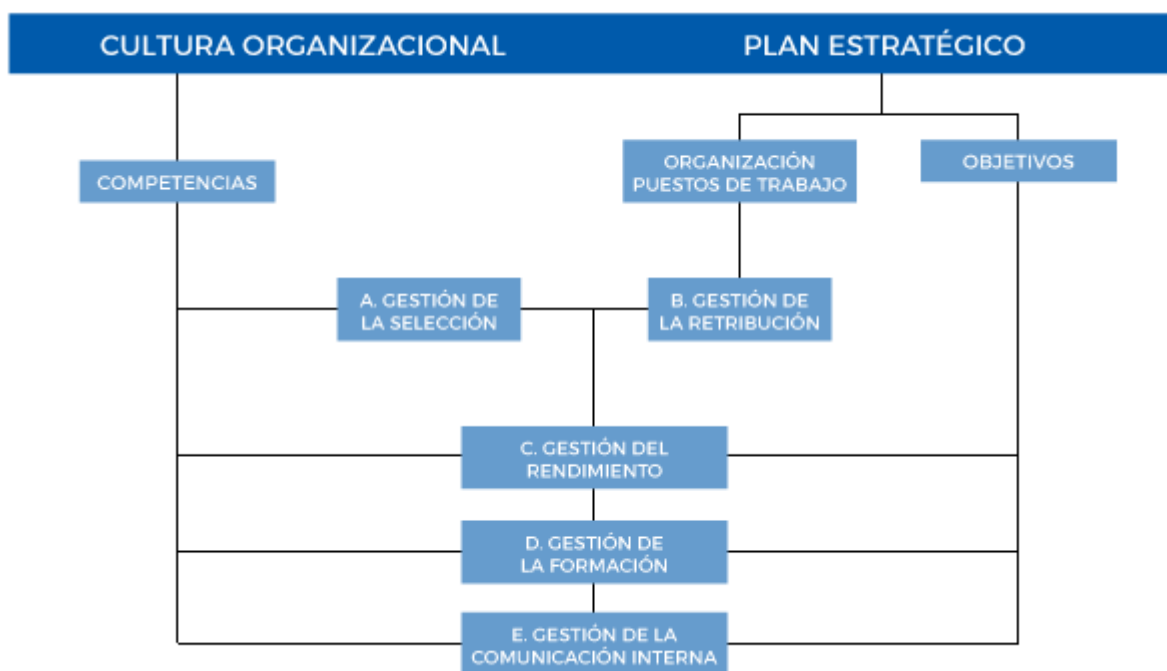 CULTURA ORGANIZACIONAL
PLAN ESTRATÉGICO
COMPETENCIAS
ORGANIZACIÓN
PUESTOS DE TRABAJO
OBJETIVOS
A. GESTIÓN DE
LA SELECCIÓN
B. GESTIÓN DE
LA RETRIBUCIÓN
C. GESTIÓN DEL
RENDIMIENTO
D. GESTIÓN DE
LA FORMACIÓN
E. GESTIÓN DE LA
COMUNICACIÓN INTERNA